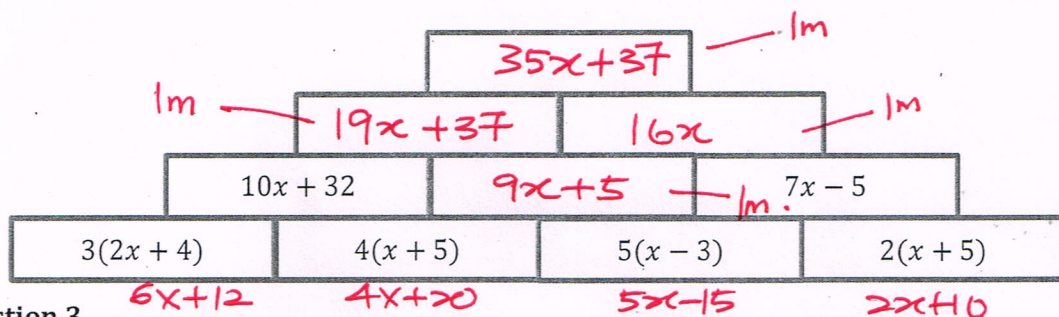 1m
35x+37
1m
19x+37 16x
1m
10x + 32 9x+5 7x − 5
1m.
3(2x + 4) 4(x + 5) 5(x − 3) 2(x + 5)
6x+12 4x+20 5x-15 2x+10